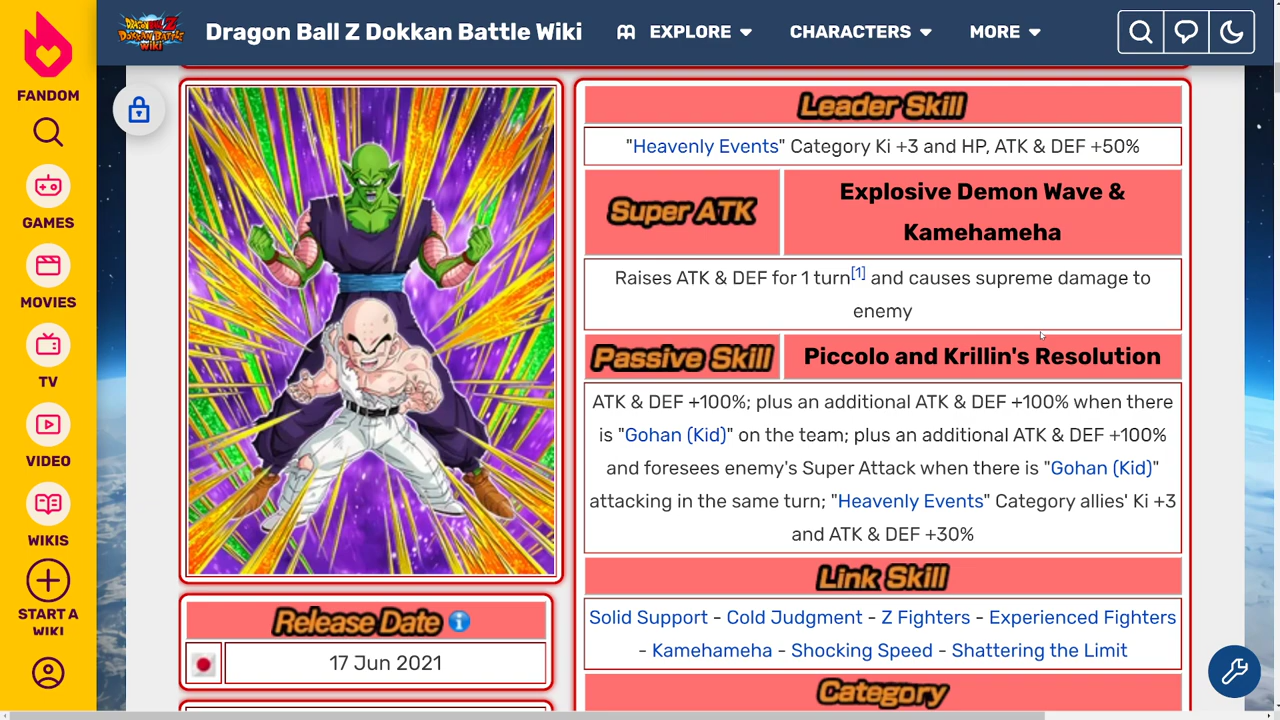 DRAGON BALL Z
DOKKAN BATTLE
WIKI
Dragon Ball Z Dokkan Battle Wiki
EXPLORE
CHARACTERS
MORE
FANDOM
GAMES
MOVIES
TV
VIDEO
WIKIS
START A
WIKI
Leader Skill
"Heavenly Events" Category Ki +3 and HP, ATK & DEF +50%
Super ATK
Explosive Demon Wave &
Kamehameha
Raises ATK & DEF for 1 turn[1] and causes supreme damage to
enemy
Passive Skill
Piccolo and Krillin's Resolution
ATK & DEF +100%; plus an additional ATK & DEF +100% when there
is "Gohan (Kid)" on the team; plus an additional ATK & DEF +100%
and foresees enemy's Super Attack when there is "Gohan (Kid)"
attacking in the same turn; "Heavenly Events" Category allies' Ki +3
and ATK & DEF +30%
Link Skill
Solid Support - Cold Judgment - Z Fighters - Experienced Fighters
- Kamehameha - Shocking Speed - Shattering the Limit
Category
Release Date
17 Jun 2021